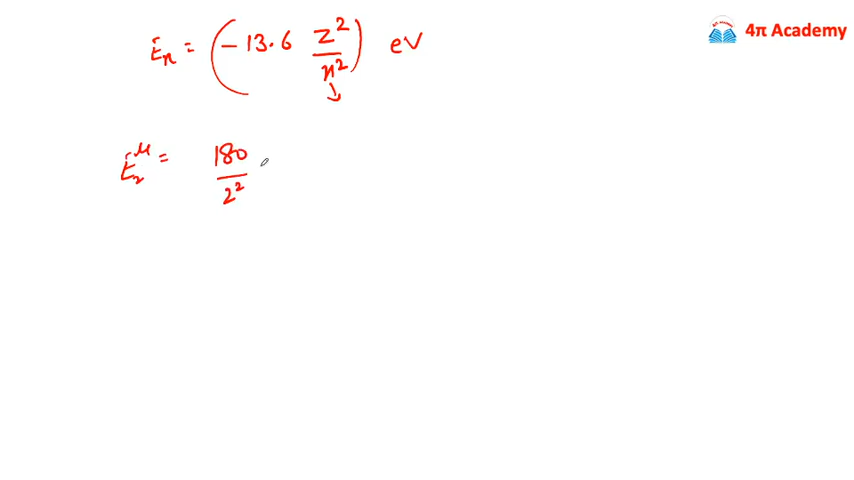 4π Academy
Eₙ = (-13.6 Z²/n²) eV
E₂^μ = 180/2²